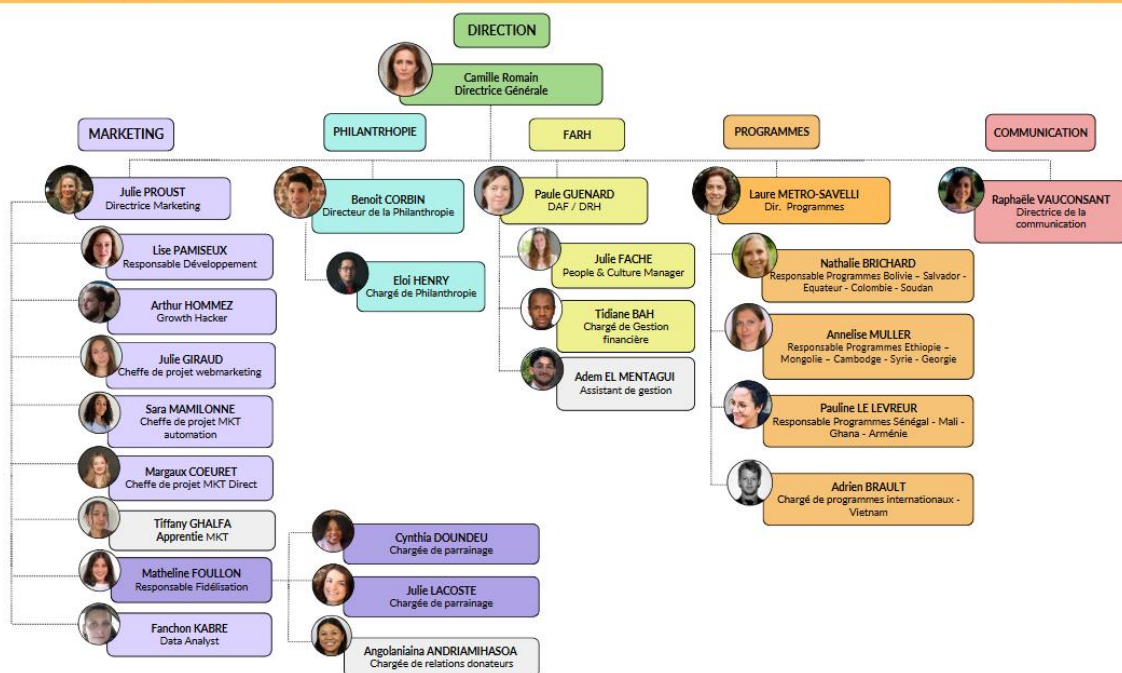 DIRECTION
Camille Romain
Directrice Générale
MARKETING
PHILANTRHOPIE
FARH
PROGRAMMES
COMMUNICATION
Julie PROUST
Directrice Marketing
Benoit CORBIN
Directeur de la Philanthropie
Paule GUENARD
DAF / DRH
Laure METRO-SAVELLI
Dir. Programmes
Raphaële VAUCONSANT
Directrice de la
communication
Lise PAMISEUX
Responsable Développement
Arthur HOMMEZ
Growth Hacker
Julie GIRAUD
Cheffe de projet webmarketing
Sara MAMILONNE
Cheffe de projet MKT
automation
Margaux COEURET
Cheffe de projet MKT Direct
Tiffany GHALFA
Apprentie MKT
Matheline FOULLON
Responsable Fidélisation
Fanchon KABRE
Data Analyst
Cynthia DOUNDEU
Chargée de parrainage
Julie LACOSTE
Chargée de parrainage
Angolaniaina ANDRIAMIHASOA
Chargée de relations donateurs
Eloi HENRY
Chargé de Philantropie
Julie FACHE
People & Culture Manager
Tidiane BAH
Chargé de Gestion
financière
Adem EL MENTAGUI
Assistant de gestion
Nathalie BRICHARD
Responsable Programmes Bolivie – Salvador -
Equateur - Colombie - Soudan
Annelise MULLER
Responsable Programmes Ethiopie –
Mongolie – Cambodge - Syrie - Georgie
Pauline LE LEVREUR
Responsable Programmes Sénégal - Mali -
Ghana - Arménie
Adrien BRAULT
Chargé de programmes internationaux -
Vietnam